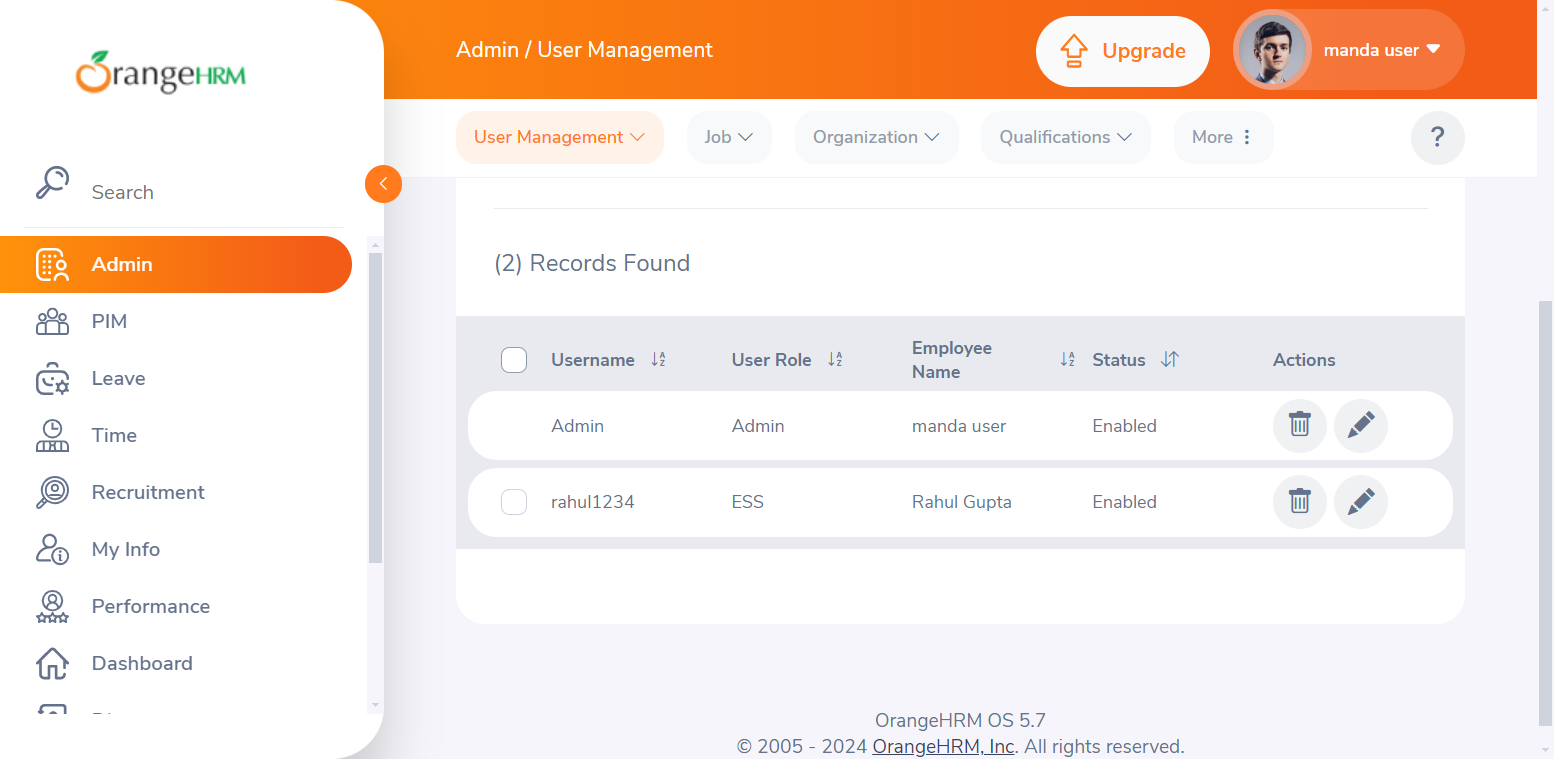 OrangeHRM
Admin / User Management
Upgrade
manda user
User Management
Job
Organization
Qualifications
More
?
Search
Admin
PIM
Leave
Time
Recruitment
My Info
Performance
Dashboard
(2) Records Found
Username
User Role
Employee
Name
Status
Actions
Admin Admin manda user Enabled
rahul1234 ESS Rahul Gupta Enabled
OrangeHRM OS 5.7
© 2005 - 2024 OrangeHRM, Inc. All rights reserved.